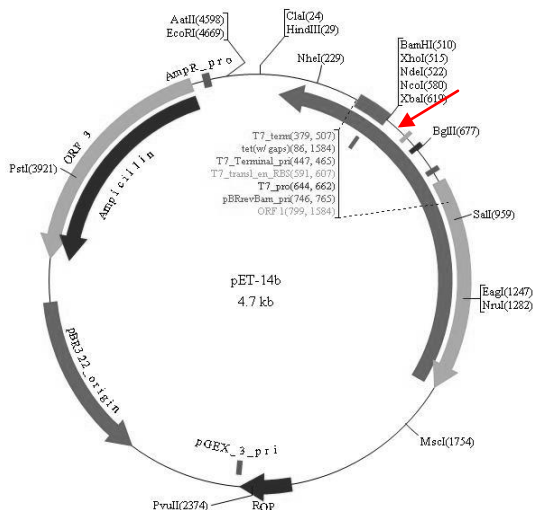 AatII(4598)
EcoRI(4669)
ClaI(24)
HindIII(29)
NheI(229)
BamHI(510)
XhoI(515)
NdeI(522)
NcoI(580)
XbaI(619)
BglII(677)
AmpR_pro
ORF 3
Ampicillin
PstI(3921)
T7_term(379, 507)
tet(w/ gaps)(86, 1584)
T7_Terminal_pri(447, 465)
T7_transl_en_RBS(591, 607)
T7_pro(644, 662)
pBRrevBam_pri(746, 765)
ORF 1(799, 1584)
SalI(959)
EagI(1247)
NruI(1282)
pET-14b
4.7 kb
pBR322_origin
MscI(1754)
pGEX_3_pri
PvuII(2374)
ROP